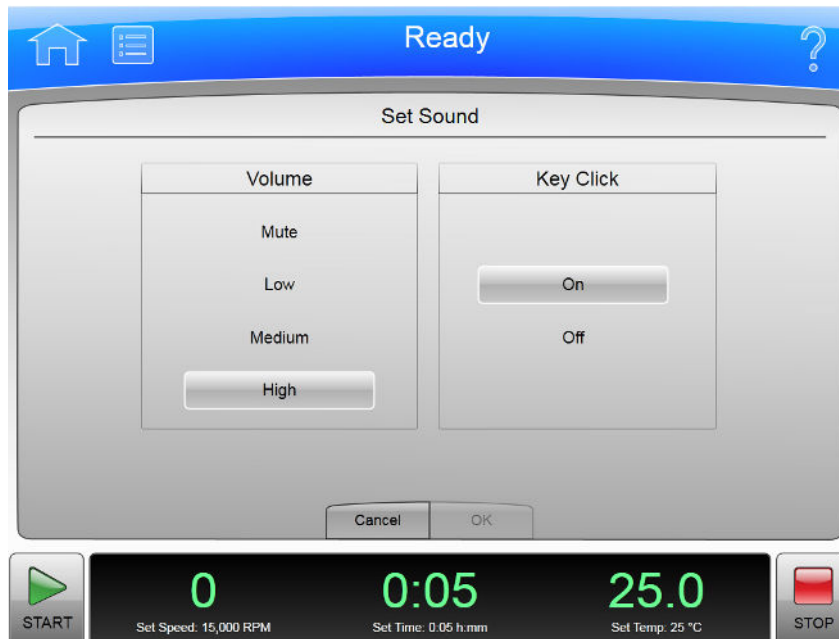 Ready
?
Set Sound
Volume
Key Click
Mute
Low
On
Medium
Off
High
Cancel
OK
START
0
0:05
25.0
STOP
Set Speed: 15,000 RPM
Set Time: 0:05 h:mm
Set Temp: 25 °C